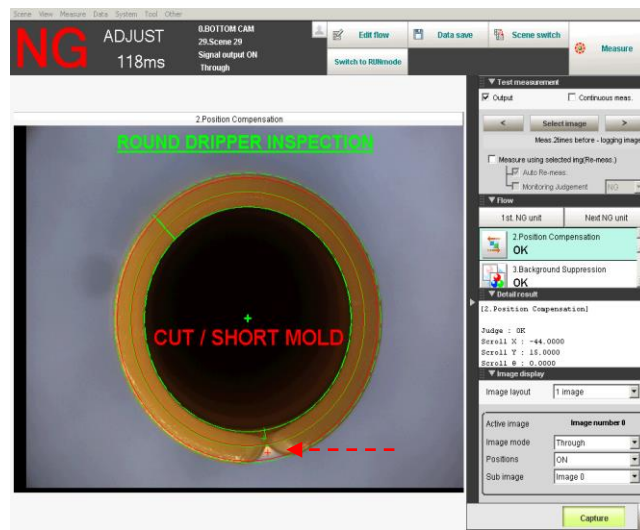 Scene View Measure Data System Tool Other
NG
ADJUST
118ms
0.BOTTOM CAM
29.Scene 29
Signal output ON
Through
Edit flow
Data save
Scene switch
Switch to RUNmode
Measure
2.Position Compensation
ROUND DRIPPER INSPECTION
CUT / SHORT MOLD
▼ Test measurement
Output
Continuous meas.
<
Select image
>
Meas.2times before - logging image
Measure using selected img(Re-meas.)
Auto Re-meas.
Monitoring Judgement
NG
▼ Flow
1st. NG unit
Next NG unit
2.Position Compensation
OK
3.Background Suppression
OK
▼ Detail result
[2.Position Compensation]
Judge : OK
Scroll X : -44.0000
Scroll Y : 15.0000
Scroll θ : 0.0000
▼ Image display
Image layout
1 image
Active image
Image number 0
Image mode
Through
Positions
ON
Sub image
Image 0
Capture